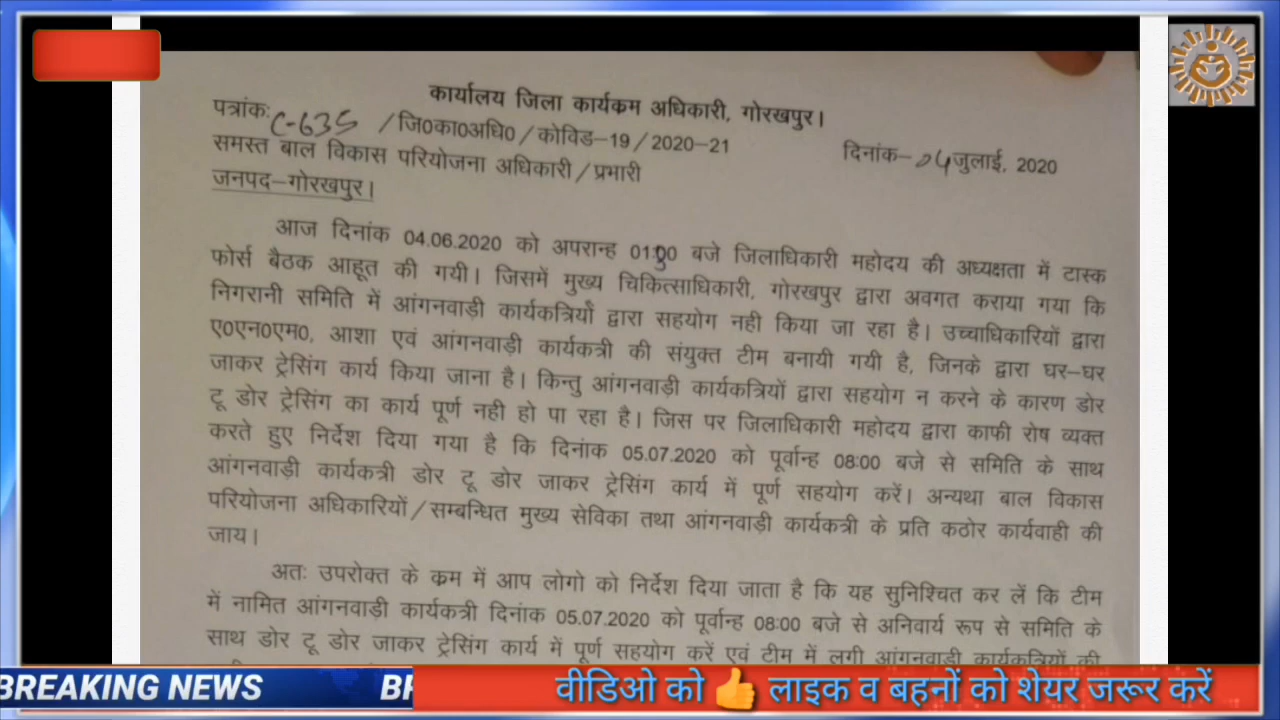 कार्यालय जिला कार्यक्रम अधिकारी, गोरखपुर।
पत्रांक: C-635 /जि0का0अधि0/कोविड-19/2020-21
दिनांक-04जुलाई, 2020
समस्त बाल विकास परियोजना अधिकारी/प्रभारी
जनपद-गोरखपुर।
आज दिनांक 04.06.2020 को अपरान्ह 01:30 बजे जिलाधिकारी महोदय की अध्यक्षता में टास्क
फोर्स बैठक आहूत की गयी। जिसमें मुख्य चिकित्साधिकारी, गोरखपुर द्वारा अवगत कराया गया कि
निगरानी समिति में आंगनवाड़ी कार्यकत्रियों द्वारा सहयोग नही किया जा रहा है। उच्चाधिकारियों द्वारा
ए0एन0एम0, आशा एवं आंगनवाड़ी कार्यकत्री की संयुक्त टीम बनायी गयी है, जिनके द्वारा घर-घर
जाकर ट्रेसिंग कार्य किया जाना है। किन्तु आंगनवाड़ी कार्यकत्रियों द्वारा सहयोग न करने के कारण डोर
टू डोर ट्रेसिंग का कार्य पूर्ण नही हो पा रहा है। जिस पर जिलाधिकारी महोदय द्वारा काफी रोष व्यक्त
करते हुए निर्देश दिया गया है कि दिनांक 05.07.2020 को पूर्वान्ह 08:00 बजे से समिति के साथ
आंगनवाड़ी कार्यकत्री डोर टू डोर जाकर ट्रेसिंग कार्य में पूर्ण सहयोग करें। अन्यथा बाल विकास
परियोजना अधिकारियों/सम्बन्धित मुख्य सेविका तथा आंगनवाड़ी कार्यकत्री के प्रति कठोर कार्यवाही की
जाय।
अतः उपरोक्त के क्रम में आप लोगो को निर्देश दिया जाता है कि यह सुनिश्चित कर लें कि टीम
में नामित आंगनवाड़ी कार्यकत्री दिनांक 05.07.2020 को पूर्वान्ह 08:00 बजे से अनिवार्य रूप से समिति के
साथ डोर टू डोर जाकर ट्रेसिंग कार्य में पूर्ण सहयोग करें एवं टीम में लगी आंगनवाड़ी कार्यकत्रियों की
BREAKING NEWS BR
वीडिओ को 👍 लाइक व बहनों को शेयर जरूर करें